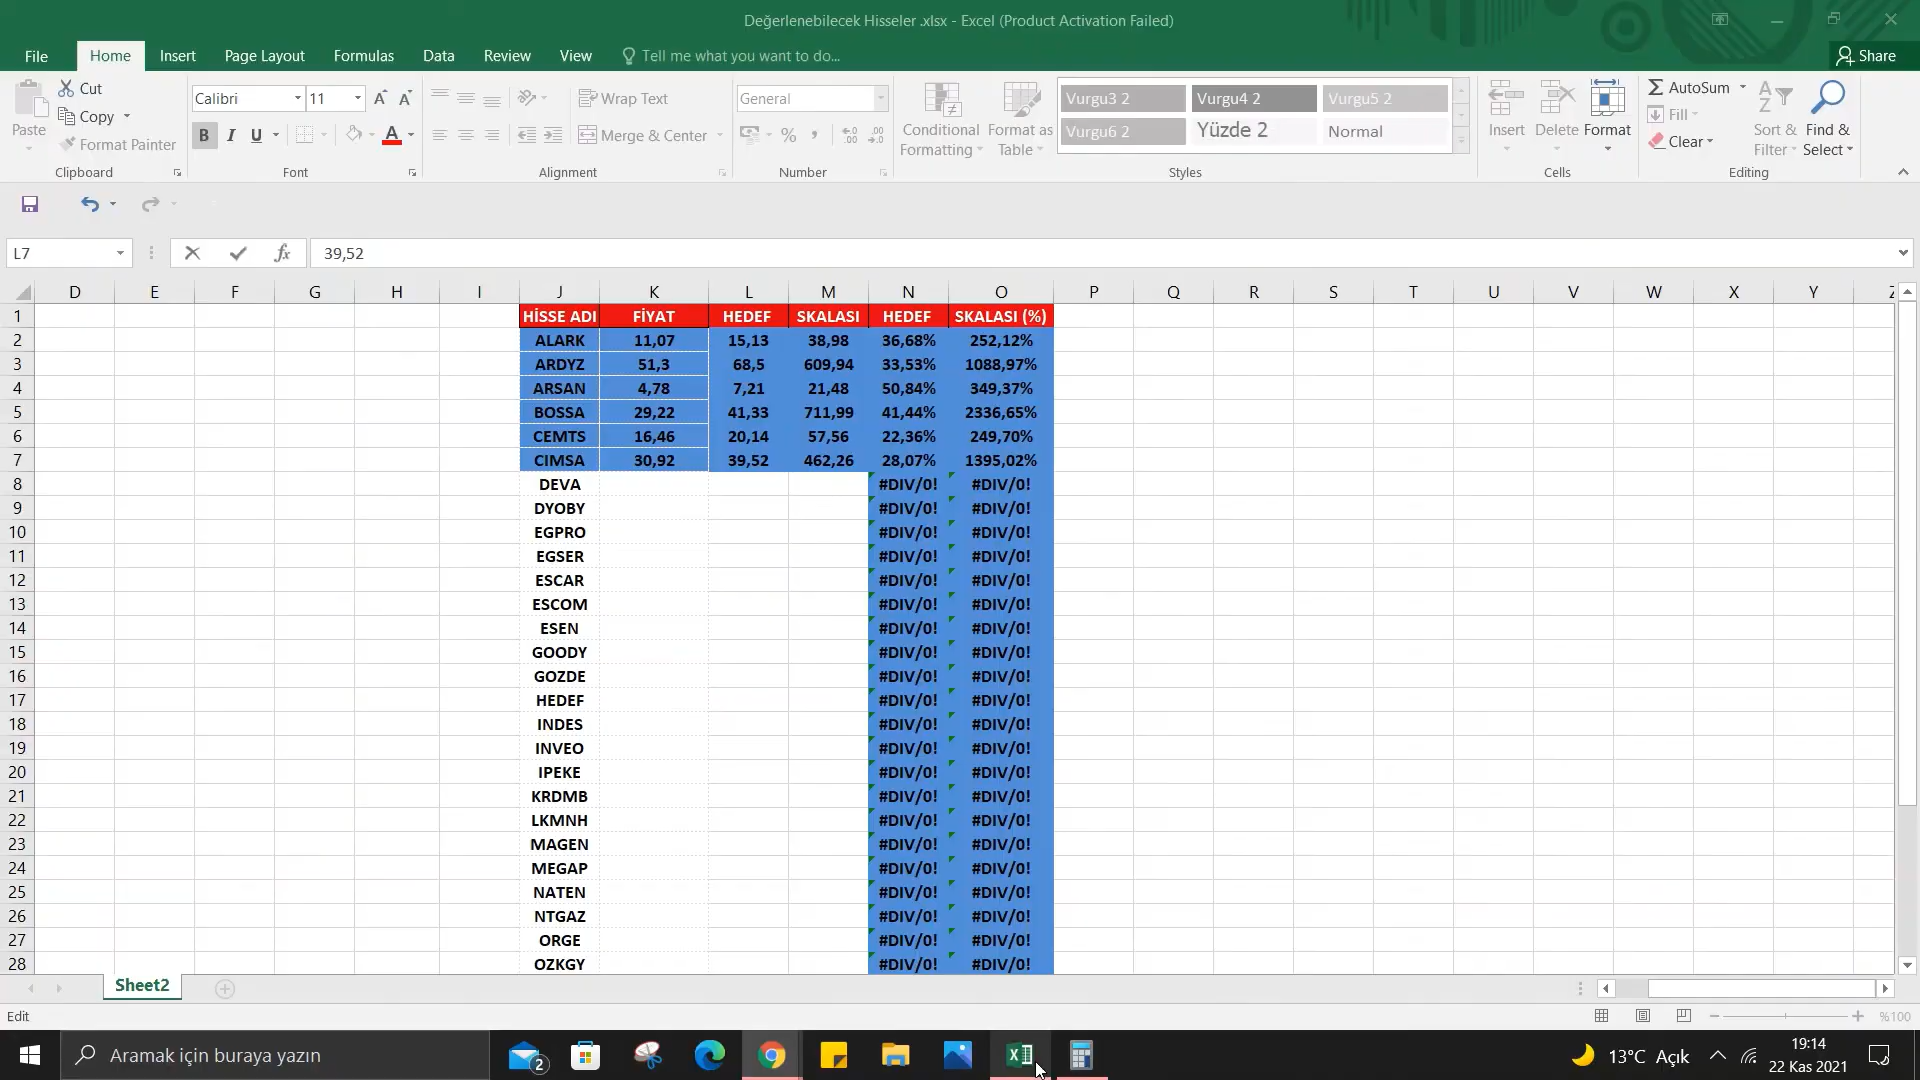 Değerlenebilecek Hisseler .xlsx - Excel (Product Activation Failed)
File Home Insert Page Layout Formulas Data Review View Tell me what you want to do... Share
Paste
Cut
Copy
Format Painter
Clipboard
Calibri 11
B I U
Font
Wrap Text
Merge & Center
Alignment
General
%
Number
Conditional Formatting
Format as Table
Vurgu3 2 Vurgu4 2 Vurgu5 2
Vurgu6 2 Yüzde 2 Normal
Styles
Insert Delete Format
Cells
AutoSum
Fill
Clear
Sort & Filter
Find & Select
Editing
L7 fx 39,52
D E F G H I J K L M N O P Q R S T U V W X Y Z
1 HİSSE ADI FİYAT HEDEF SKALASI HEDEF SKALASI (%)
2 ALARK 11,07 15,13 38,98 36,68% 252,12%
3 ARDYZ 51,3 68,5 609,94 33,53% 1088,97%
4 ARSAN 4,78 7,21 21,48 50,84% 349,37%
5 BOSSA 29,22 41,33 711,99 41,44% 2336,65%
6 CEMTS 16,46 20,14 57,56 22,36% 249,70%
7 CIMSA 30,92 39,52 462,26 28,07% 1395,02%
8 DEVA #DIV/0! #DIV/0!
9 DYOBY #DIV/0! #DIV/0!
10 EGPRO #DIV/0! #DIV/0!
11 EGSER #DIV/0! #DIV/0!
12 ESCAR #DIV/0! #DIV/0!
13 ESCOM #DIV/0! #DIV/0!
14 ESEN #DIV/0! #DIV/0!
15 GOODY #DIV/0! #DIV/0!
16 GOZDE #DIV/0! #DIV/0!
17 HEDEF #DIV/0! #DIV/0!
18 INDES #DIV/0! #DIV/0!
19 INVEO #DIV/0! #DIV/0!
20 IPEKE #DIV/0! #DIV/0!
21 KRDMB #DIV/0! #DIV/0!
22 LKMNH #DIV/0! #DIV/0!
23 MAGEN #DIV/0! #DIV/0!
24 MEGAP #DIV/0! #DIV/0!
25 NATEN #DIV/0! #DIV/0!
26 NTGAZ #DIV/0! #DIV/0!
27 ORGE #DIV/0! #DIV/0!
28 OZKGY #DIV/0! #DIV/0!
Sheet2
Edit %100
Aramak için buraya yazın 2 13°C Açık 19:14
22 Kas 2021